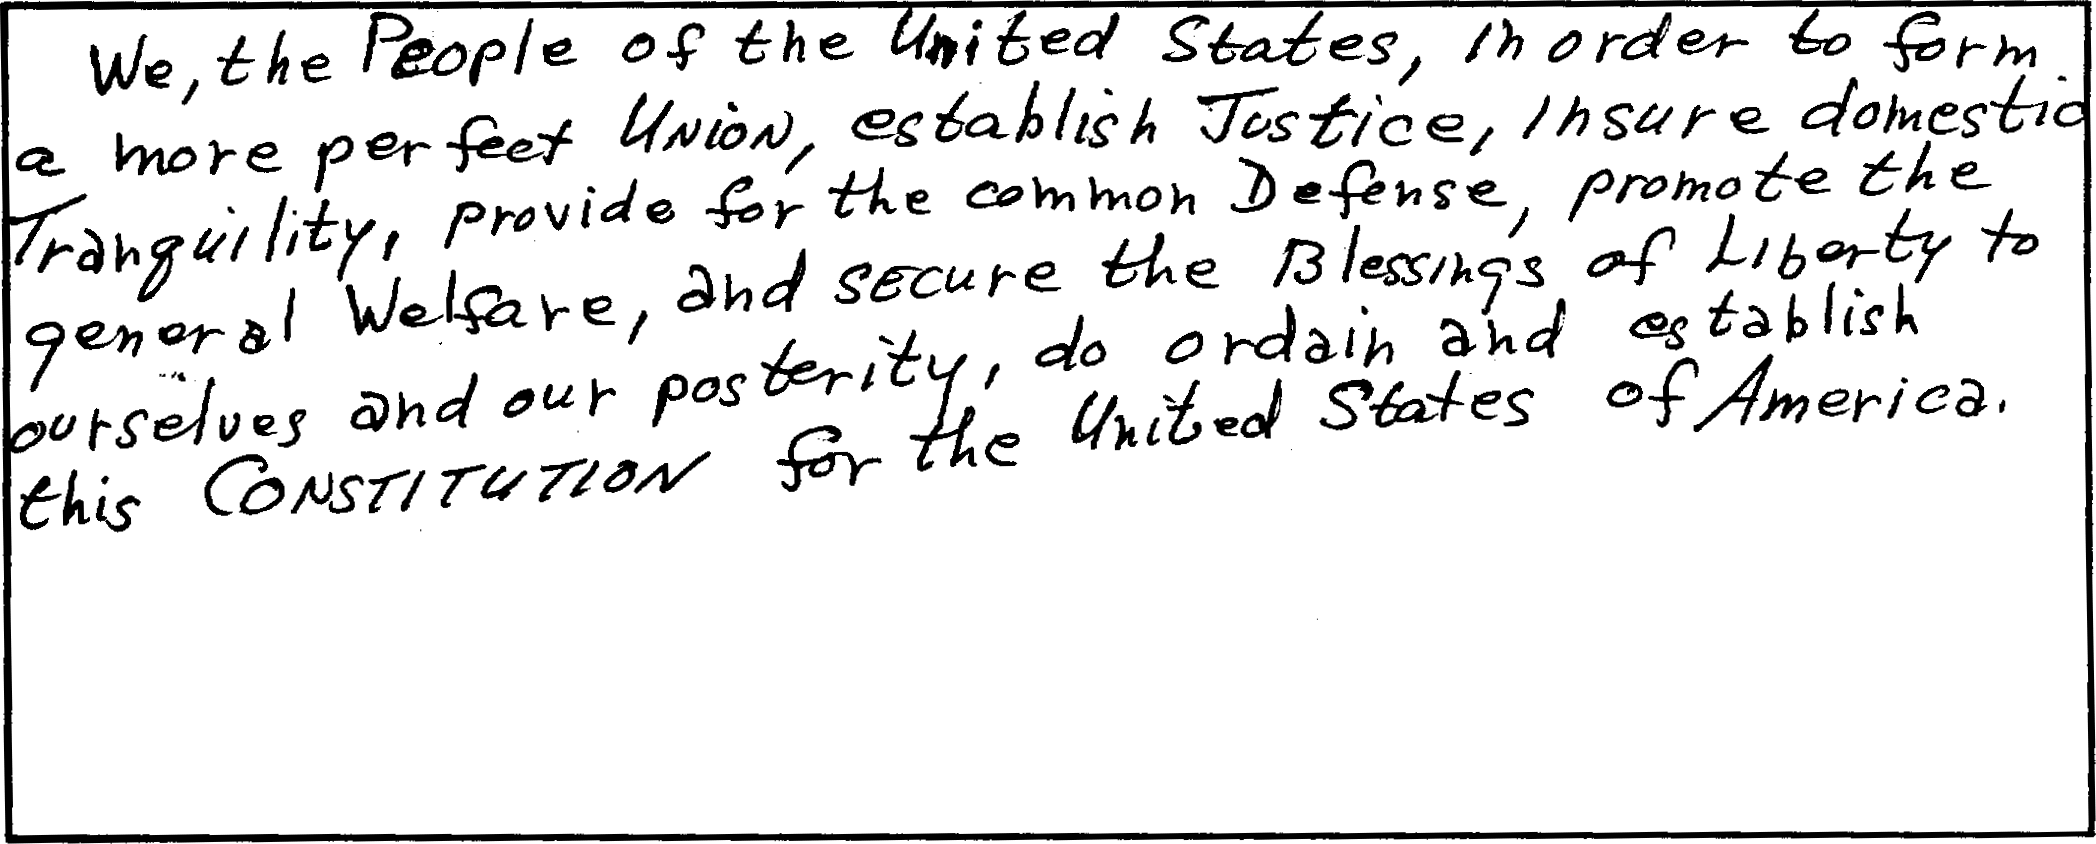 We, the People of the United States, in order to form
a more perfeet Union, establish Justice, insure domestic
Tranquility, provide for the common Defense, promote the
general Welfare, and secure the Blessings of Liberty to
ourselves and our posterity, do ordain and establish
this CONSTITUTION for the United States of America.